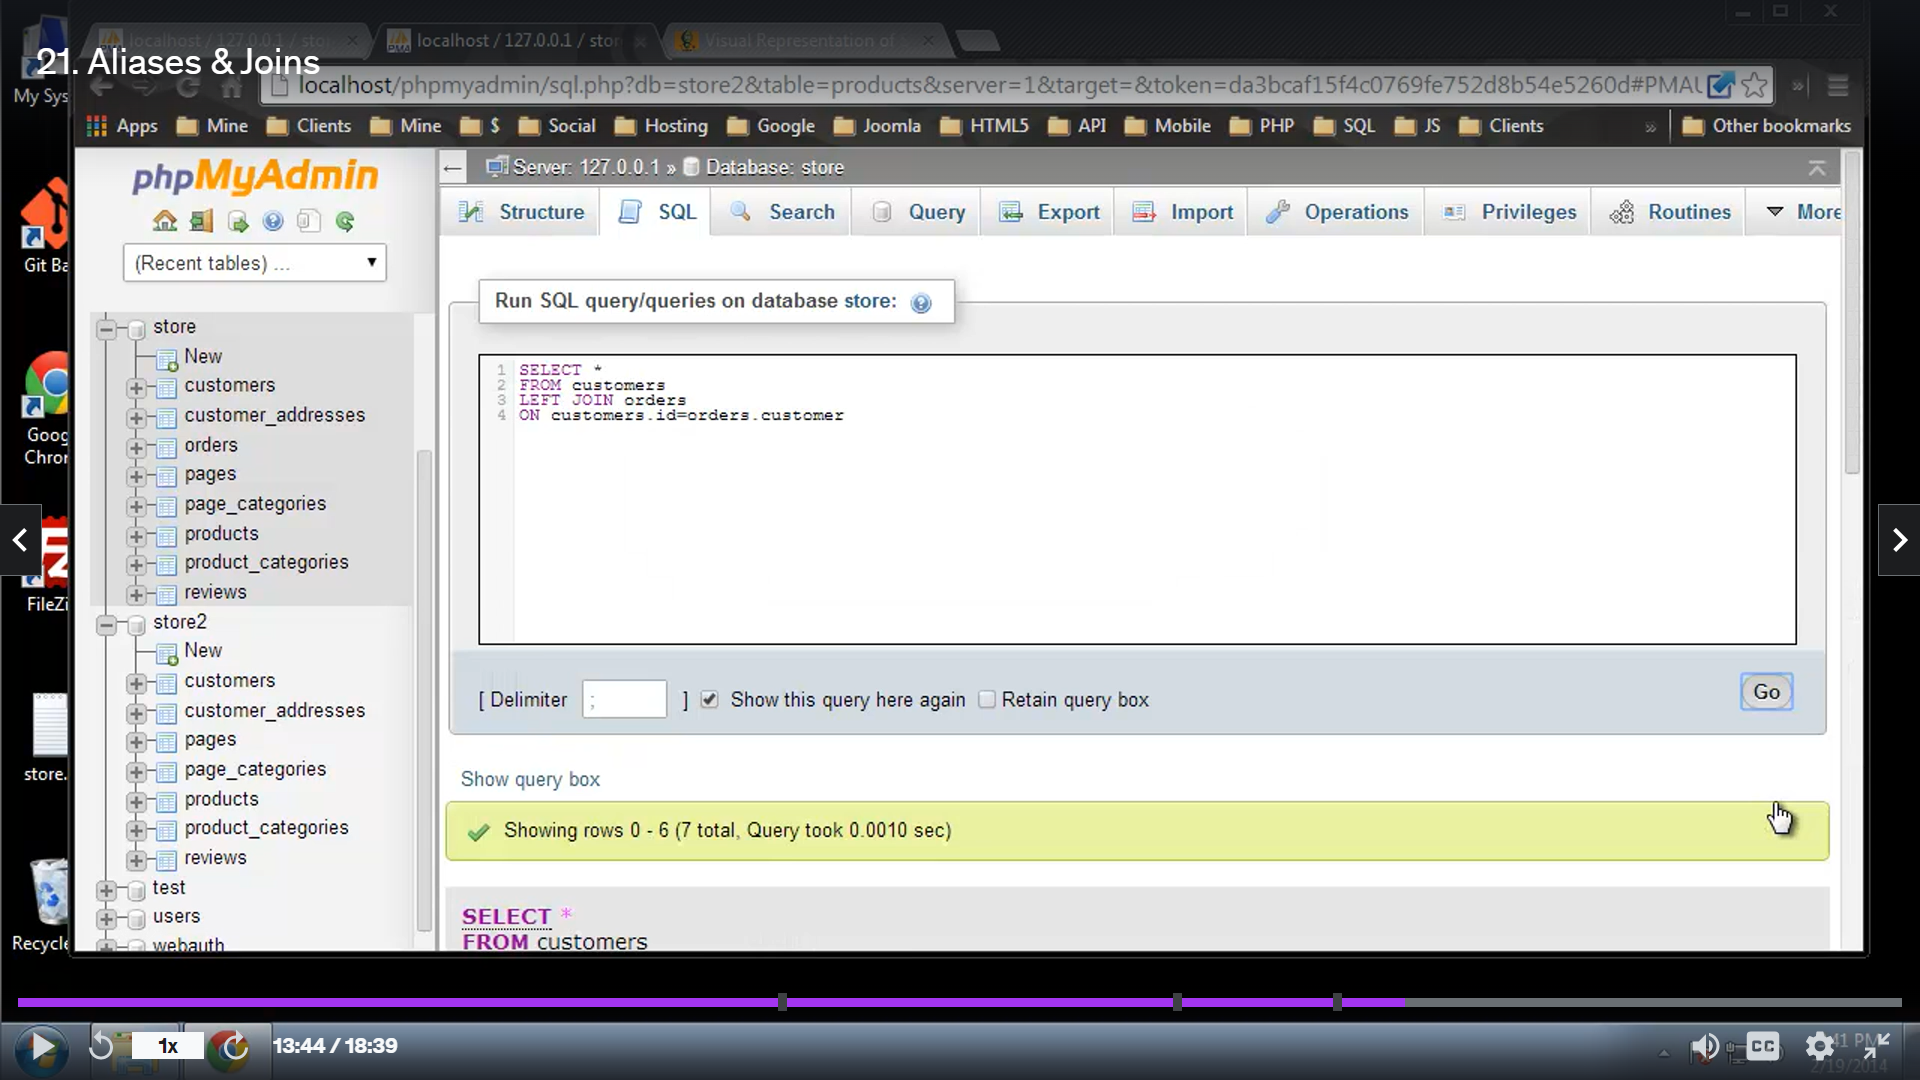 localhost / 127.0.0.1 / sto
localhost / 127.0.0.1 / stor
Visual Representation of
21. Aliases & Joins
My Sys
localhost/phpmyadmin/sql.php?db=store2&table=products&server=1&target=&token=da3bcaf15f4c0769fe752d8b54e5260d#PMAU
Apps Mine Clients Mine $ Social Hosting Google Joomla HTML5 API Mobile PHP SQL JS Clients » Other bookmarks
phpMyAdmin
Server: 127.0.0.1 » Database: store
Structure SQL Search Query Export Import Operations Privileges Routines More
(Recent tables) ...
Git Ba
Run SQL query/queries on database store:
store
New
customers
customer_addresses
orders
pages
page_categories
products
product_categories
reviews
store2
New
customers
customer_addresses
pages
page_categories
products
product_categories
reviews
test
users
webauth
1 SELECT *
2 FROM customers
3 LEFT JOIN orders
4 ON customers.id=orders.customer
Goog
Chrom
FileZi
store.
Recycle
[ Delimiter ; ] Show this query here again Retain query box
Go
Show query box
Showing rows 0 - 6 (7 total, Query took 0.0010 sec)
SELECT *
FROM customers
1x
13:44 / 18:39
CC
41 PM
2/19/2014